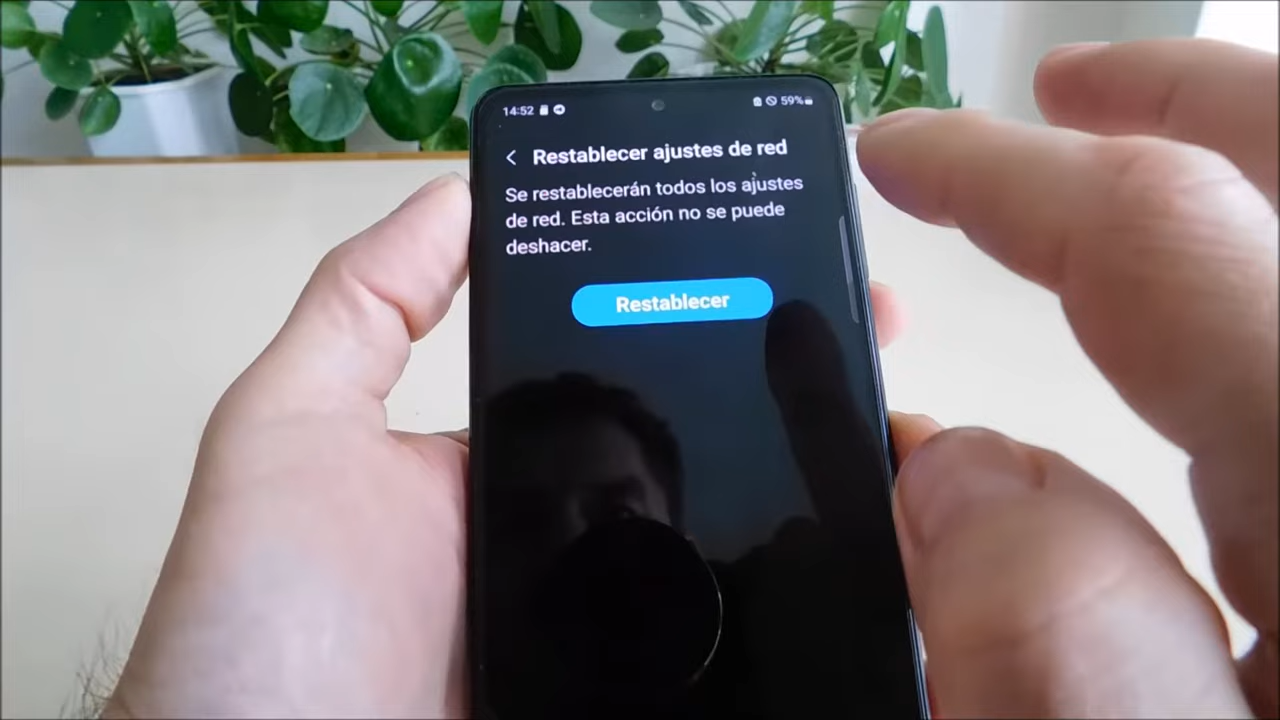 14:52 59%
Restablecer ajustes de red
Se restablecerán todos los ajustes
de red. Esta acción no se puede
deshacer.
Restablecer